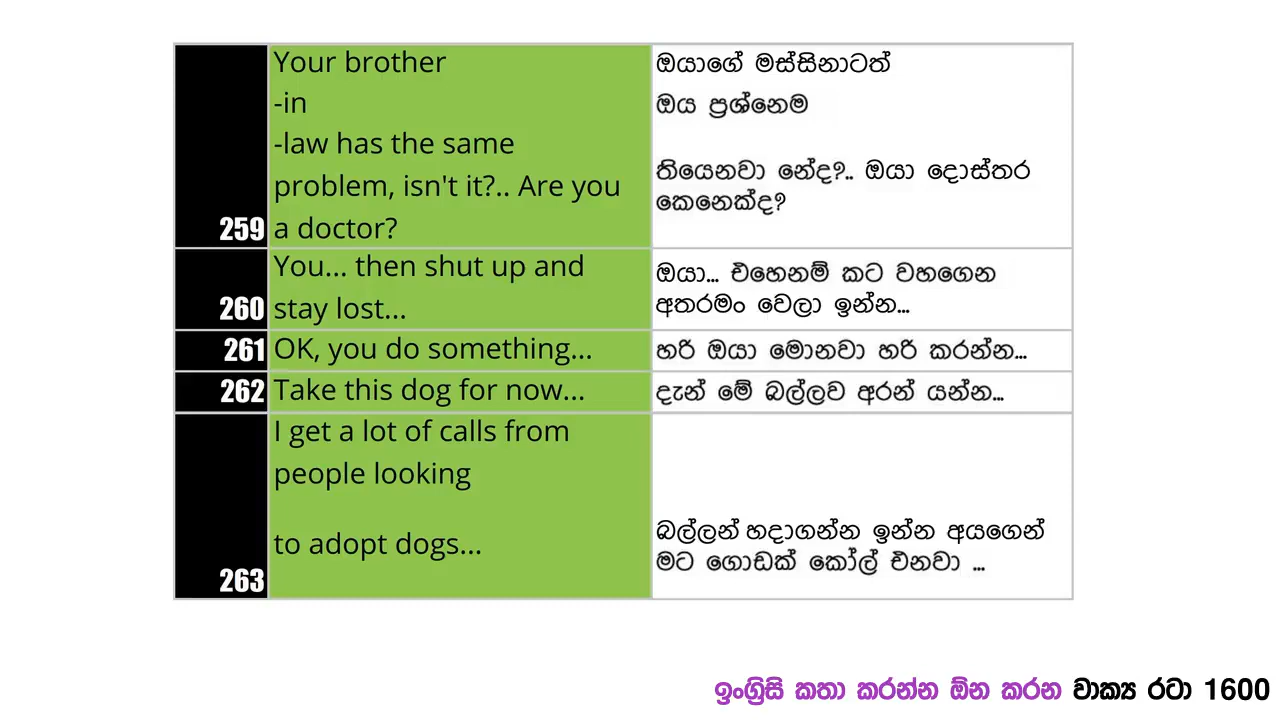 Your brother
-in
-law has the same
problem, isn't it?.. Are you
a doctor?
259
ඔයාගේ මස්සිනාටත්
ඔය ප්‍රශ්නෙම
තියෙනවා නේද?.. ඔයා දොස්තර
කෙනෙක්ද?
You... then shut up and
stay lost...
260
ඔයා... එහෙනම් කට වහගෙන
අතරමං වෙලා ඉන්න...
261
OK, you do something...
හරි ඔයා මොනවා හරි කරන්න...
262
Take this dog for now...
දැන් මේ බල්ලව අරන් යන්න...
I get a lot of calls from
people looking
to adopt dogs...
263
බල්ලන් හදාගන්න ඉන්න අයගෙන්
මට ගොඩක් කෝල් එනවා ...
ඉංග්‍රිසි කතා කරන්න ඕන කරන වාක්‍ය රටා 1600